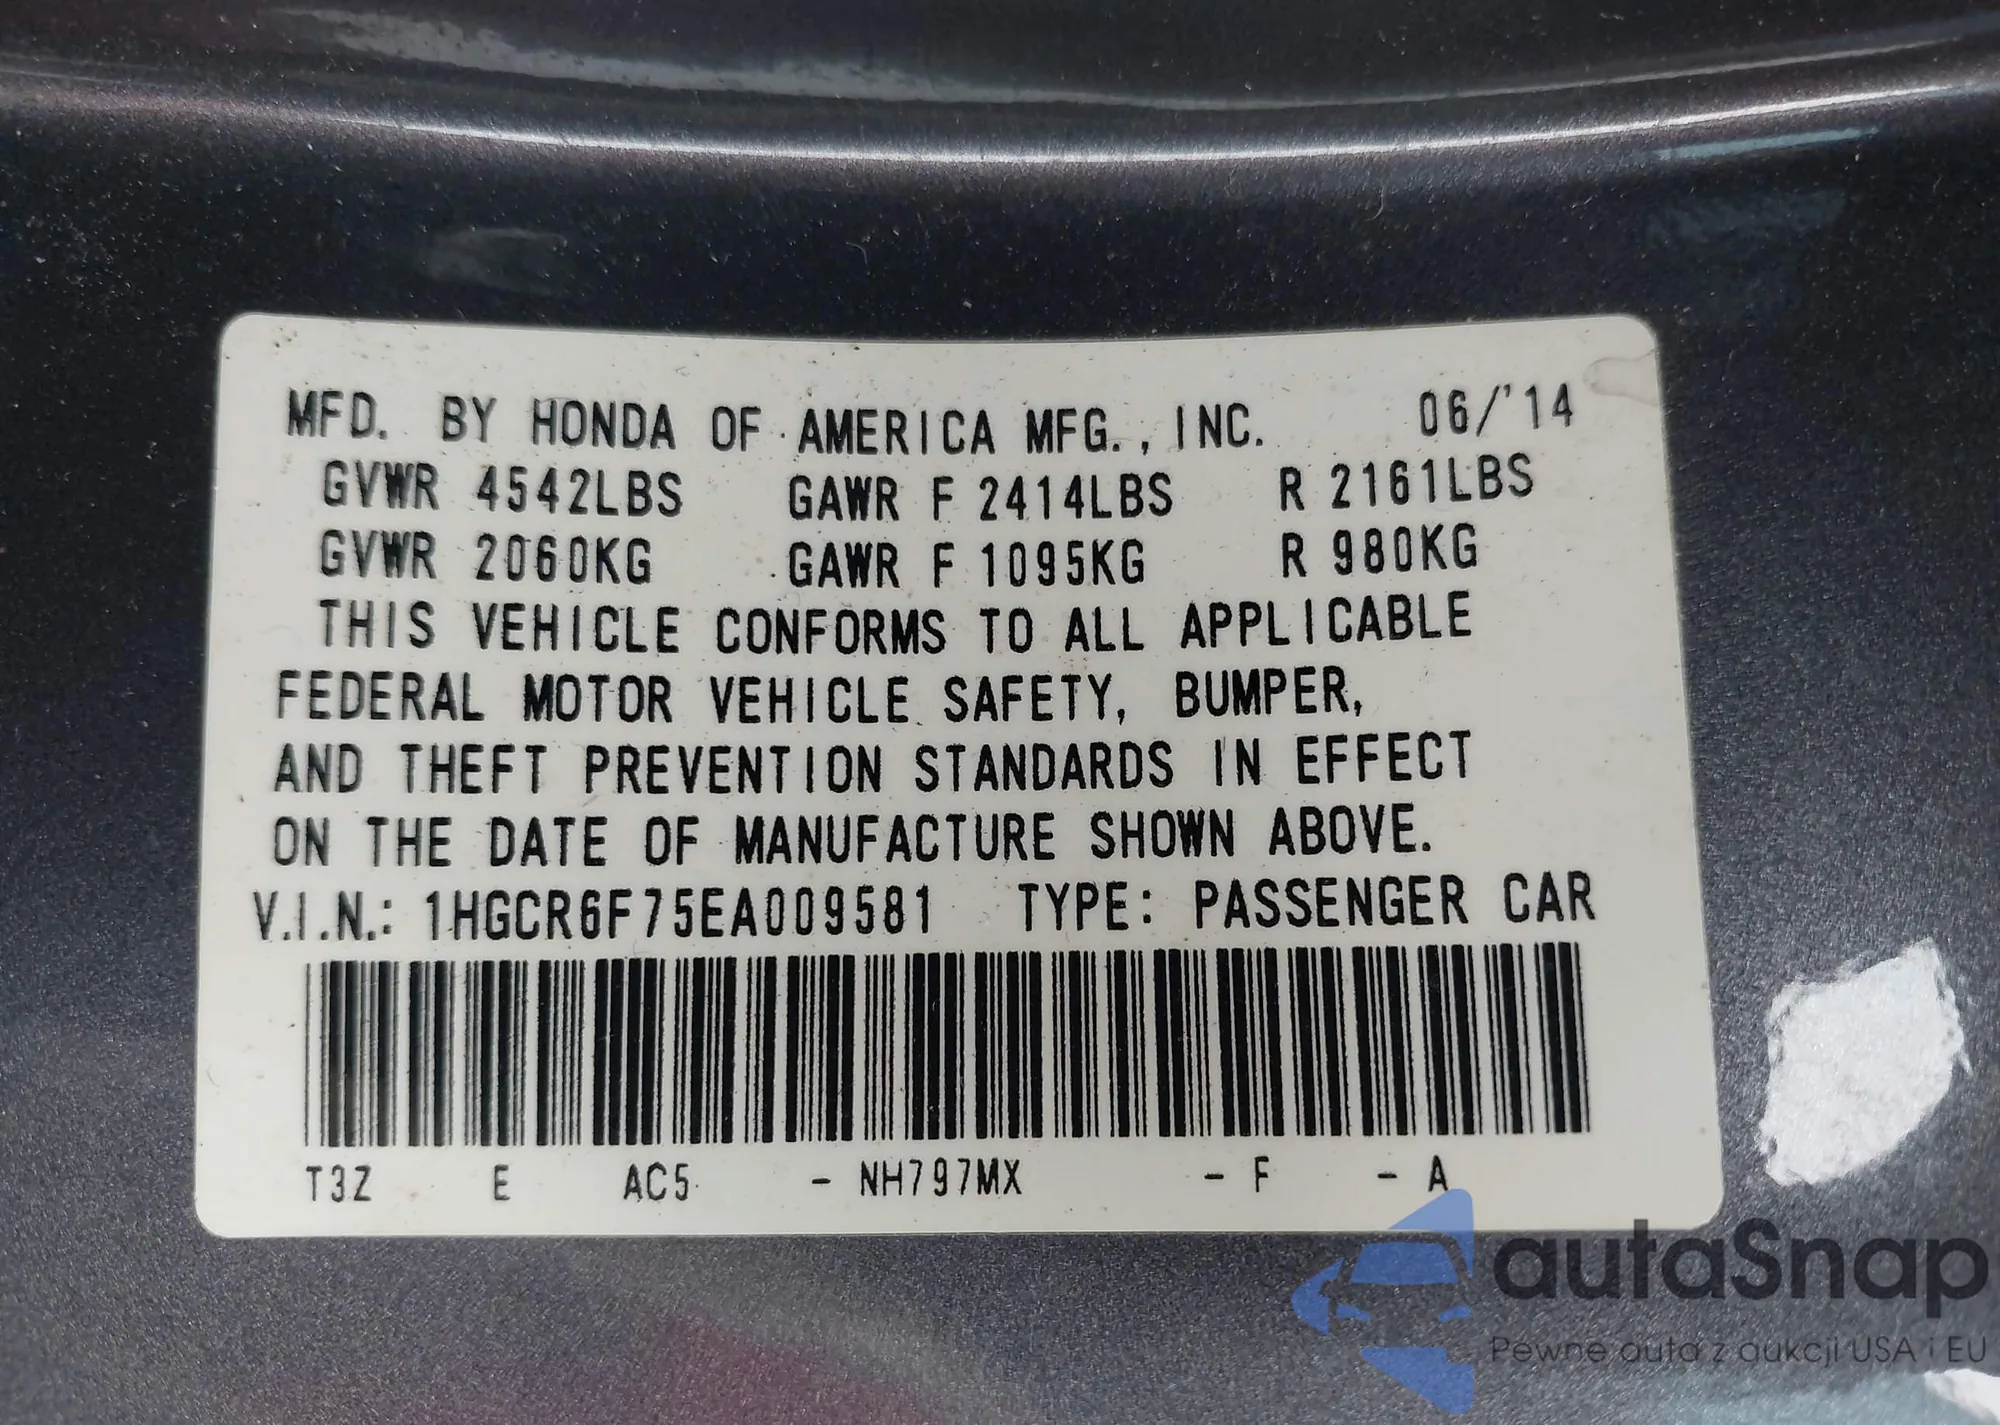 MFD. BY HONDA OF AMERICA MFG., INC. 06/'14
GVWR 4542LBS GAWR F 2414LBS R 2161LBS
GVWR 2060KG GAWR F 1095KG R 980KG
THIS VEHICLE CONFORMS TO ALL APPLICABLE
FEDERAL MOTOR VEHICLE SAFETY, BUMPER,
AND THEFT PREVENTION STANDARDS IN EFFECT
ON THE DATE OF MANUFACTURE SHOWN ABOVE.
V.I.N.: 1HGCR6F75EA009581 TYPE: PASSENGER CAR
T3Z E AC5 - NH797MX - F - A
autaSnap
Pewne auta z aukcji USA i EU